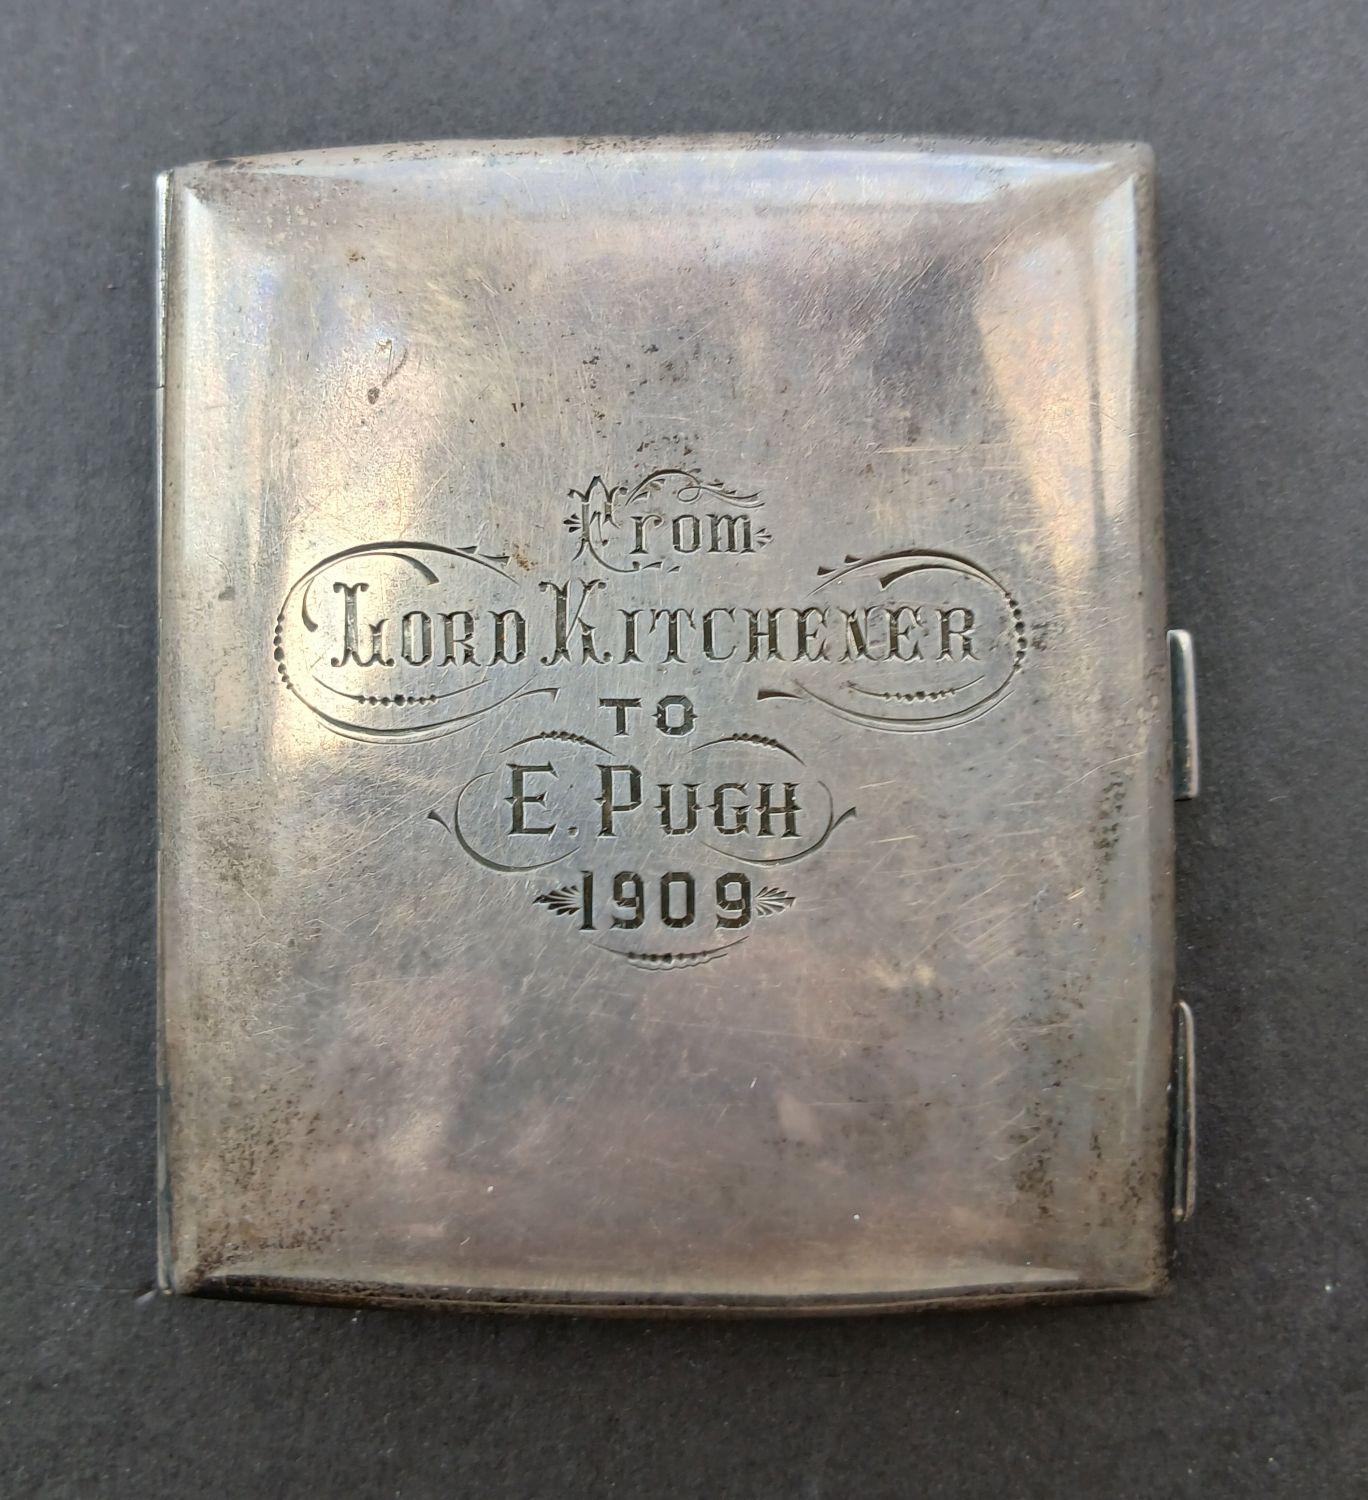 From
LORD KITCHENER
TO
E. PUGH
1909